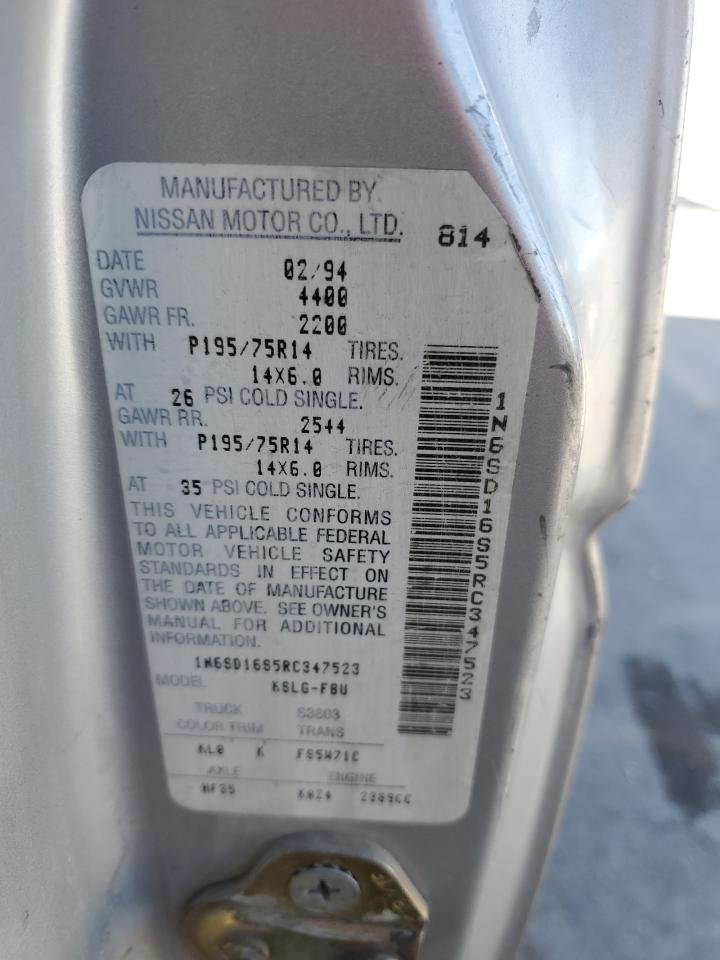 MANUFACTURED BY.
NISSAN MOTOR CO., LTD. 814
DATE 02/94
GVWR 4400
GAWR FR. 2200
WITH P195/75R14 TIRES.
14X6.0 RIMS.
AT 26 PSI COLD SINGLE.
GAWR RR. 2544
WITH P195/75R14 TIRES.
14X6.0 RIMS.
AT 35 PSI COLD SINGLE.
THIS VEHICLE CONFORMS
TO ALL APPLICABLE FEDERAL
MOTOR VEHICLE SAFETY
STANDARDS IN EFFECT ON
THE DATE OF MANUFACTURE
SHOWN ABOVE. SEE OWNER'S
MANUAL FOR ADDITIONAL
INFORMATION.
1N6SD16S5RC347523
MODEL KSLG-FBU
TRUCK S3803
COLOR TRIM TRANS
KL0 K FS5W71C
AXLE ENGINE
HF35 KA24 2389CC
1N6SD16S5RC347523